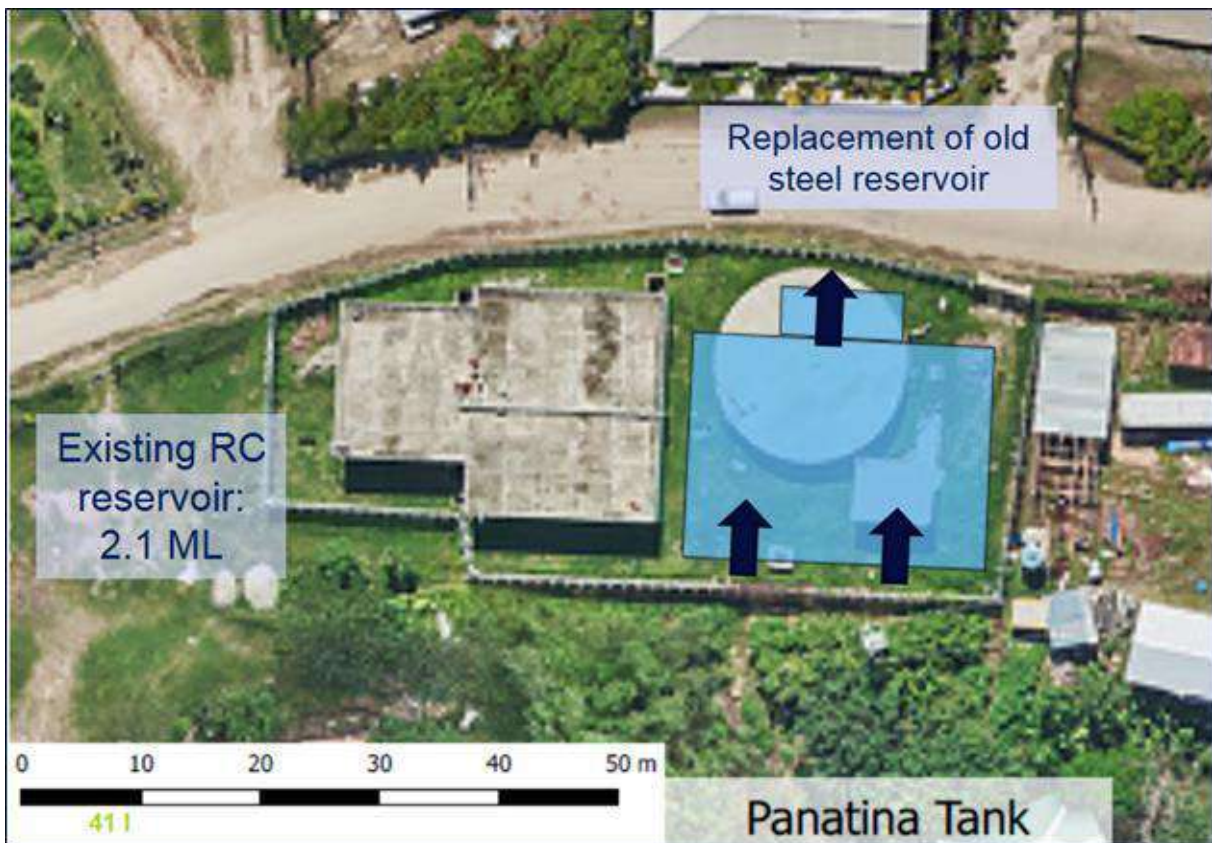 Replacement of old
steel reservoir
Existing RC
reservoir:
2.1 ML
0 10 20 30 40 50 m
41 l
Panatina Tank